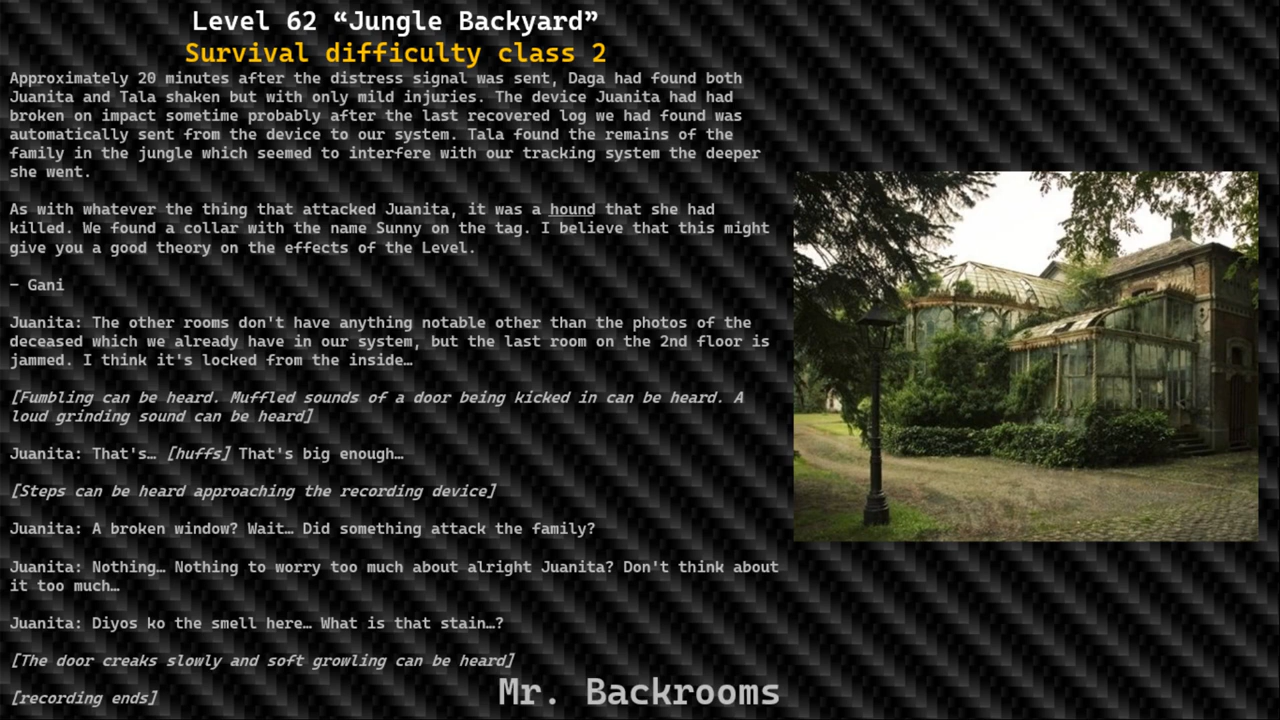 Level 62 “Jungle Backyard”
Survival difficulty class 2
Approximately 20 minutes after the distress signal was sent, Daga had found both
Juanita and Tala shaken but with only mild injuries. The device Juanita had had
broken on impact sometime probably after the last recovered log we had found was
automatically sent from the device to our system. Tala found the remains of the
family in the jungle which seemed to interfere with our tracking system the deeper
she went.
As with whatever the thing that attacked Juanita, it was a hound that she had
killed. We found a collar with the name Sunny on the tag. I believe that this might
give you a good theory on the effects of the Level.
– Gani
Juanita: The other rooms don't have anything notable other than the photos of the
deceased which we already have in our system, but the last room on the 2nd floor is
jammed. I think it's locked from the inside…
[Fumbling can be heard. Muffled sounds of a door being kicked in can be heard. A
loud grinding sound can be heard]
Juanita: That's… [huffs] That's big enough…
[Steps can be heard approaching the recording device]
Juanita: A broken window? Wait… Did something attack the family?
Juanita: Nothing… Nothing to worry too much about alright Juanita? Don't think about
it too much…
Juanita: Diyos ko the smell here… What is that stain…?
[The door creaks slowly and soft growling can be heard]
[recording ends]
Mr. Backrooms